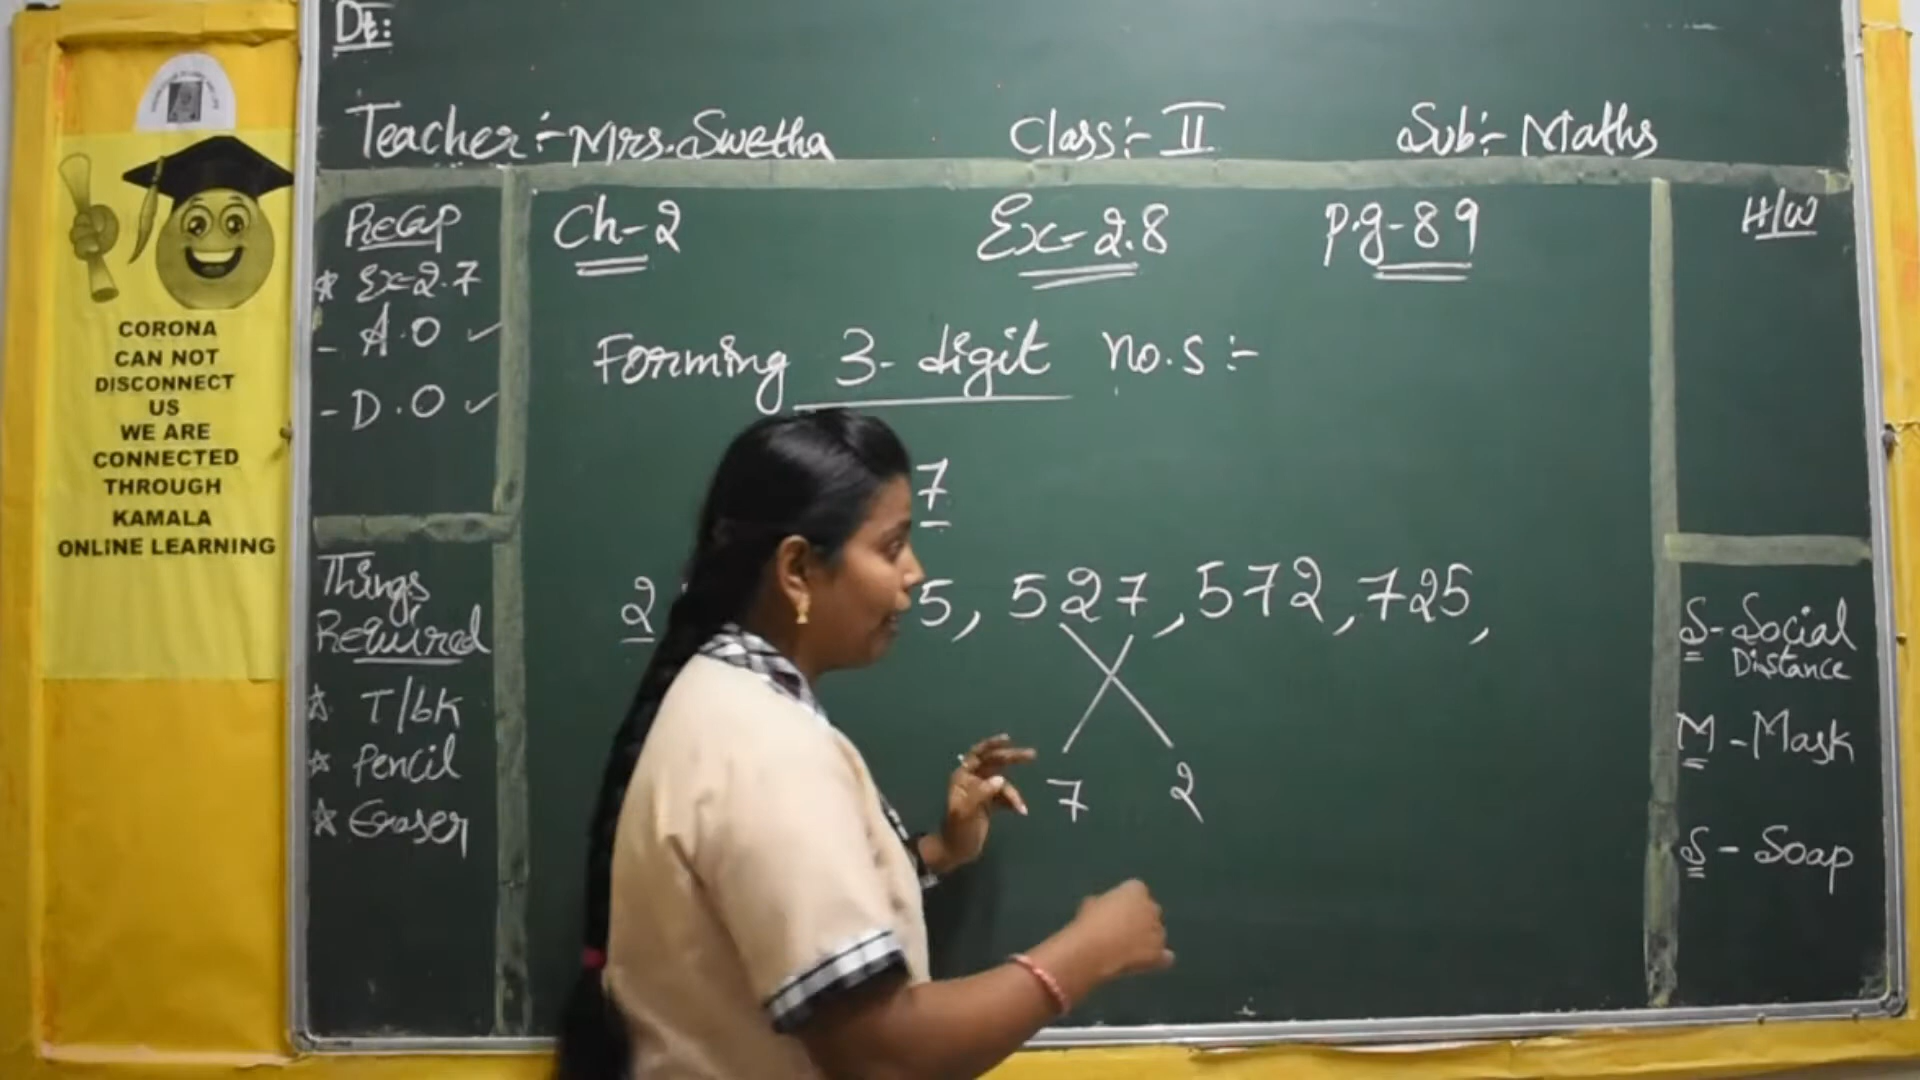 Dt:
Teacher:- Mrs. Swetha Class:- II Sub:- Maths
CORONA
CAN NOT
DISCONNECT
US
WE ARE
CONNECTED
THROUGH
KAMALA
ONLINE LEARNING
Recap
* Ex-2.7
- A.O ✓
- D.O ✓
Things
Required
☆ T/bk
☆ Pencil
☆ Eraser
Ch-2 Ex-2.8 P.g-89
Forming 3-digit no.s:-
7
2 5, 527, 572, 725,
7 2
H/W
S - Social
Distance
M - Mask
S - Soap